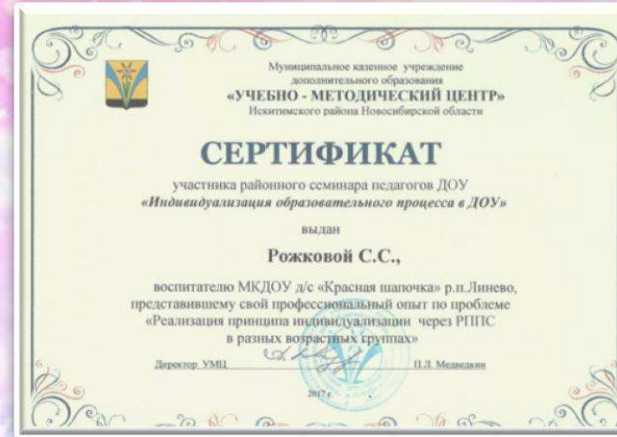 Муниципальное казенное учреждение
дополнительного образования
«УЧЕБНО - МЕТОДИЧЕСКИЙ ЦЕНТР»
Искитимского района Новосибирской области
СЕРТИФИКАТ
участника районного семинара педагогов ДОУ
«Индивидуализация образовательного процесса в ДОУ»
выдан
Рожковой С.С.,
воспитателю МКДОУ д/с «Красная шапочка» р.п.Линево,
представившему свой профессиональный опыт по проблеме
«Реализация принципа индивидуализации через РППС
в разных возрастных группах»
Директор УМЦ П.Л. Медведкин
2017 г.